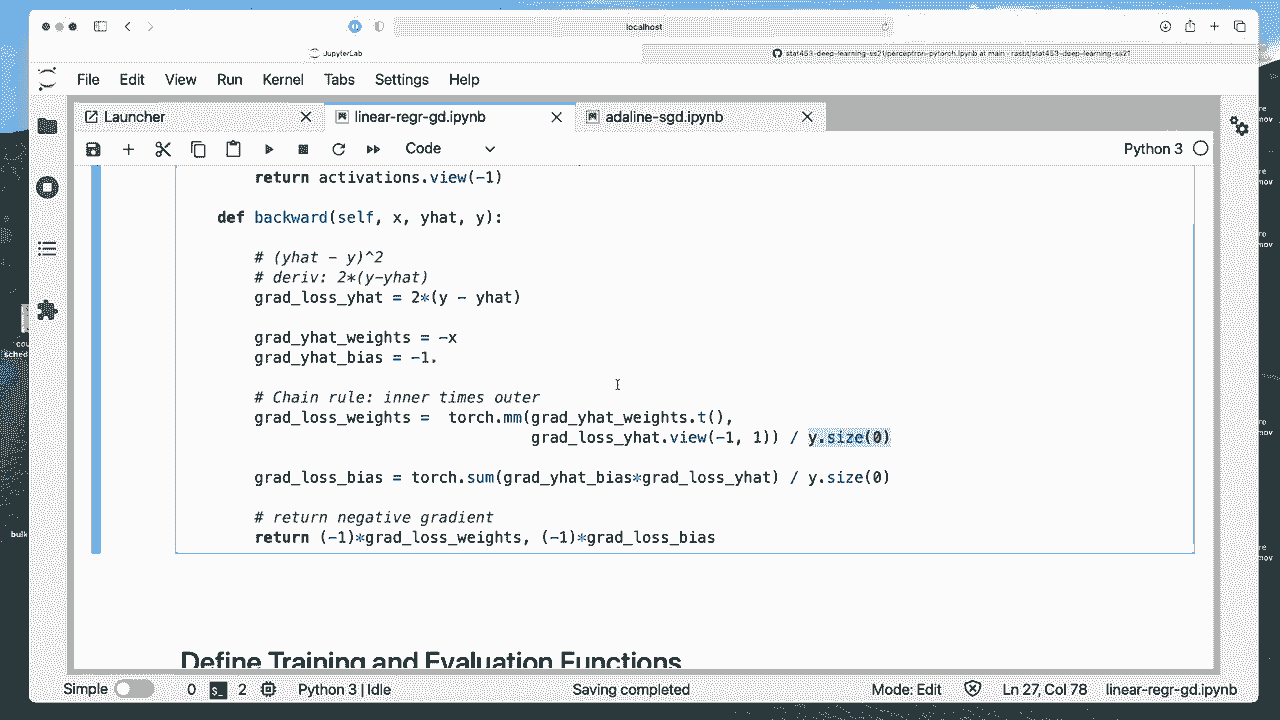 localhost
JupyterLab
stat453-deep-learning-ss21/perceptron-pytorch.ipynb at main · rasbt/stat453-deep-learning-ss21
File Edit View Run Kernel Tabs Settings Help
Launcher linear-regr-gd.ipynb adaline-sgd.ipynb
Code Python 3
return activations.view(-1)
def backward(self, x, yhat, y):
# (yhat - y)^2
# deriv: 2*(y-yhat)
grad_loss_yhat = 2*(y - yhat)
grad_yhat_weights = -x
grad_yhat_bias = -1.
# Chain rule: inner times outer
grad_loss_weights =  torch.mm(grad_yhat_weights.t(),
grad_loss_yhat.view(-1, 1)) / y.size(0)
grad_loss_bias = torch.sum(grad_yhat_bias*grad_loss_yhat) / y.size(0)
# return negative gradient
return (-1)*grad_loss_weights, (-1)*grad_loss_bias
Define Training and Evaluation Functions
Simple 0 $_ 2 Python 3 | Idle Saving completed Mode: Edit Ln 27, Col 78 linear-regr-gd.ipynb
bulk